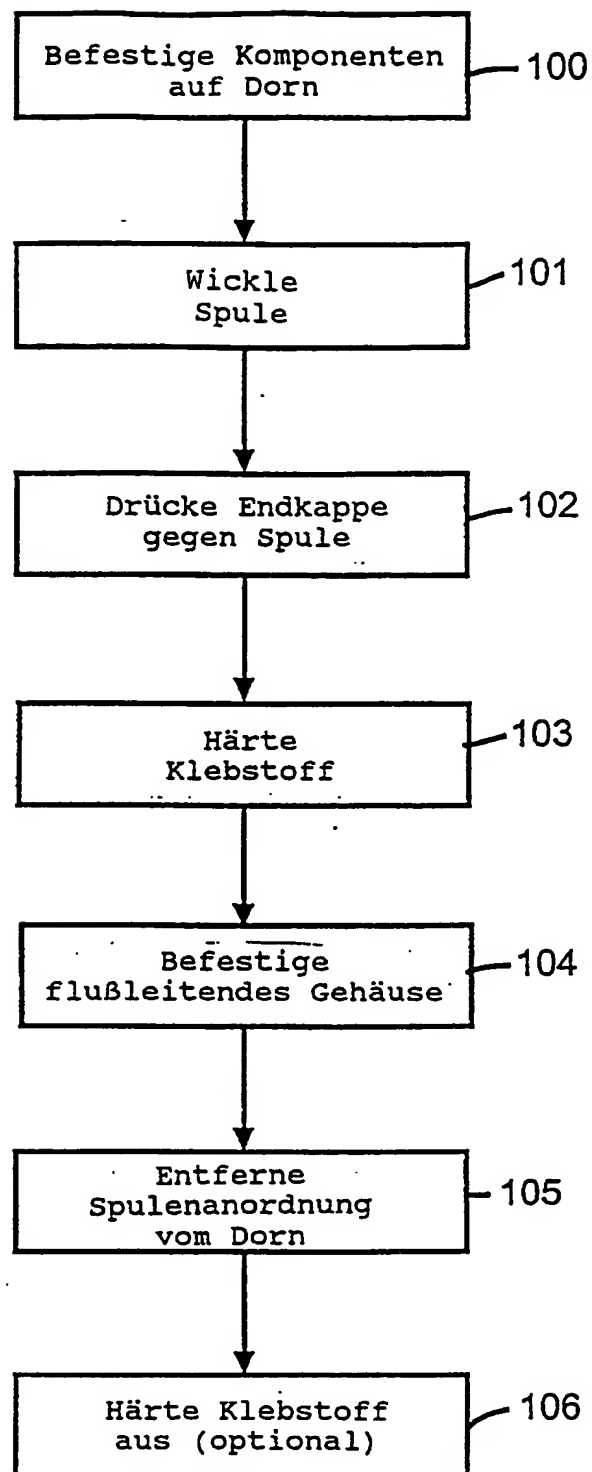 Befestige Komponenten
auf Dorn
100
Wickle
Spule
101
Drücke Endkappe
gegen Spule
102
Härte
Klebstoff
103
Befestige
flußleitendes Gehäuse
104
Entferne
Spulenanordnung
vom Dorn
105
Härte Klebstoff
aus (optional)
106